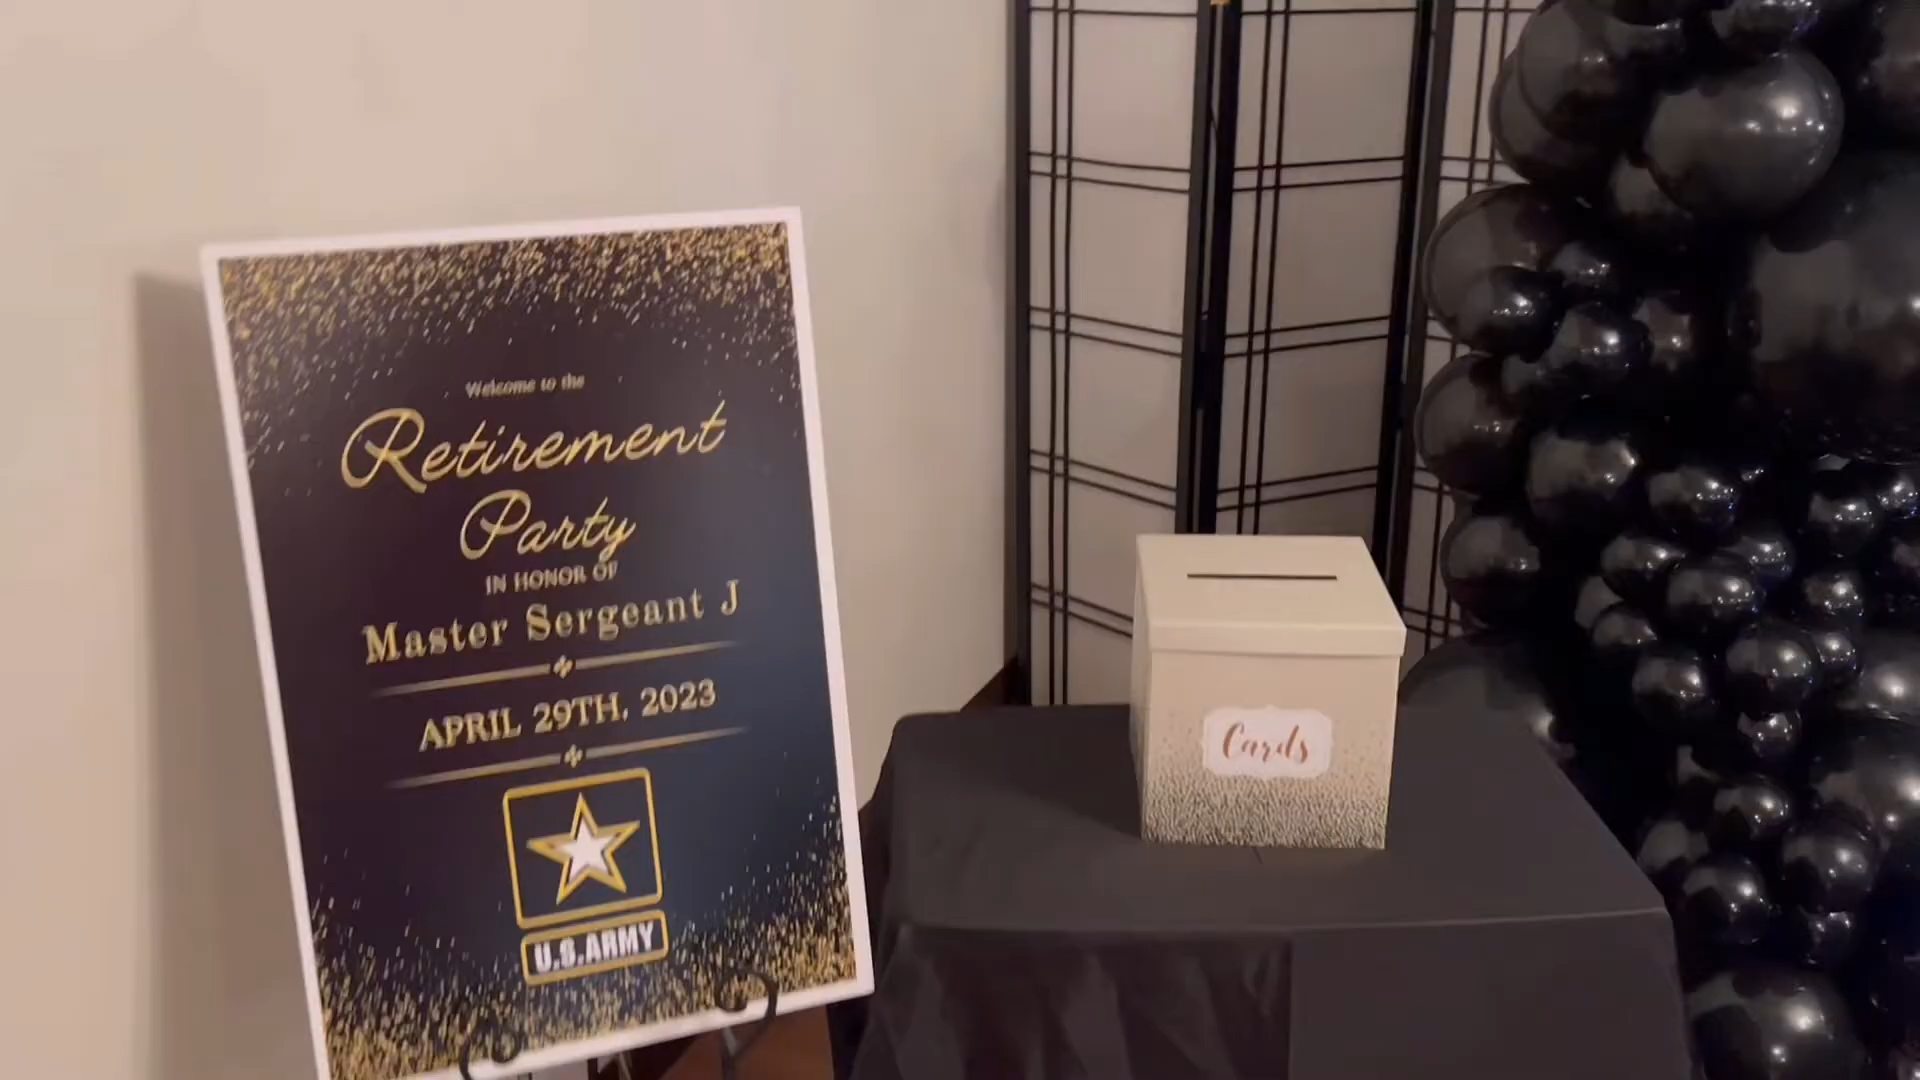 Welcome to the
Retirement
Party
IN HONOR OF
Master Sergeant J
APRIL 29TH, 2023
U.S.ARMY
Cards